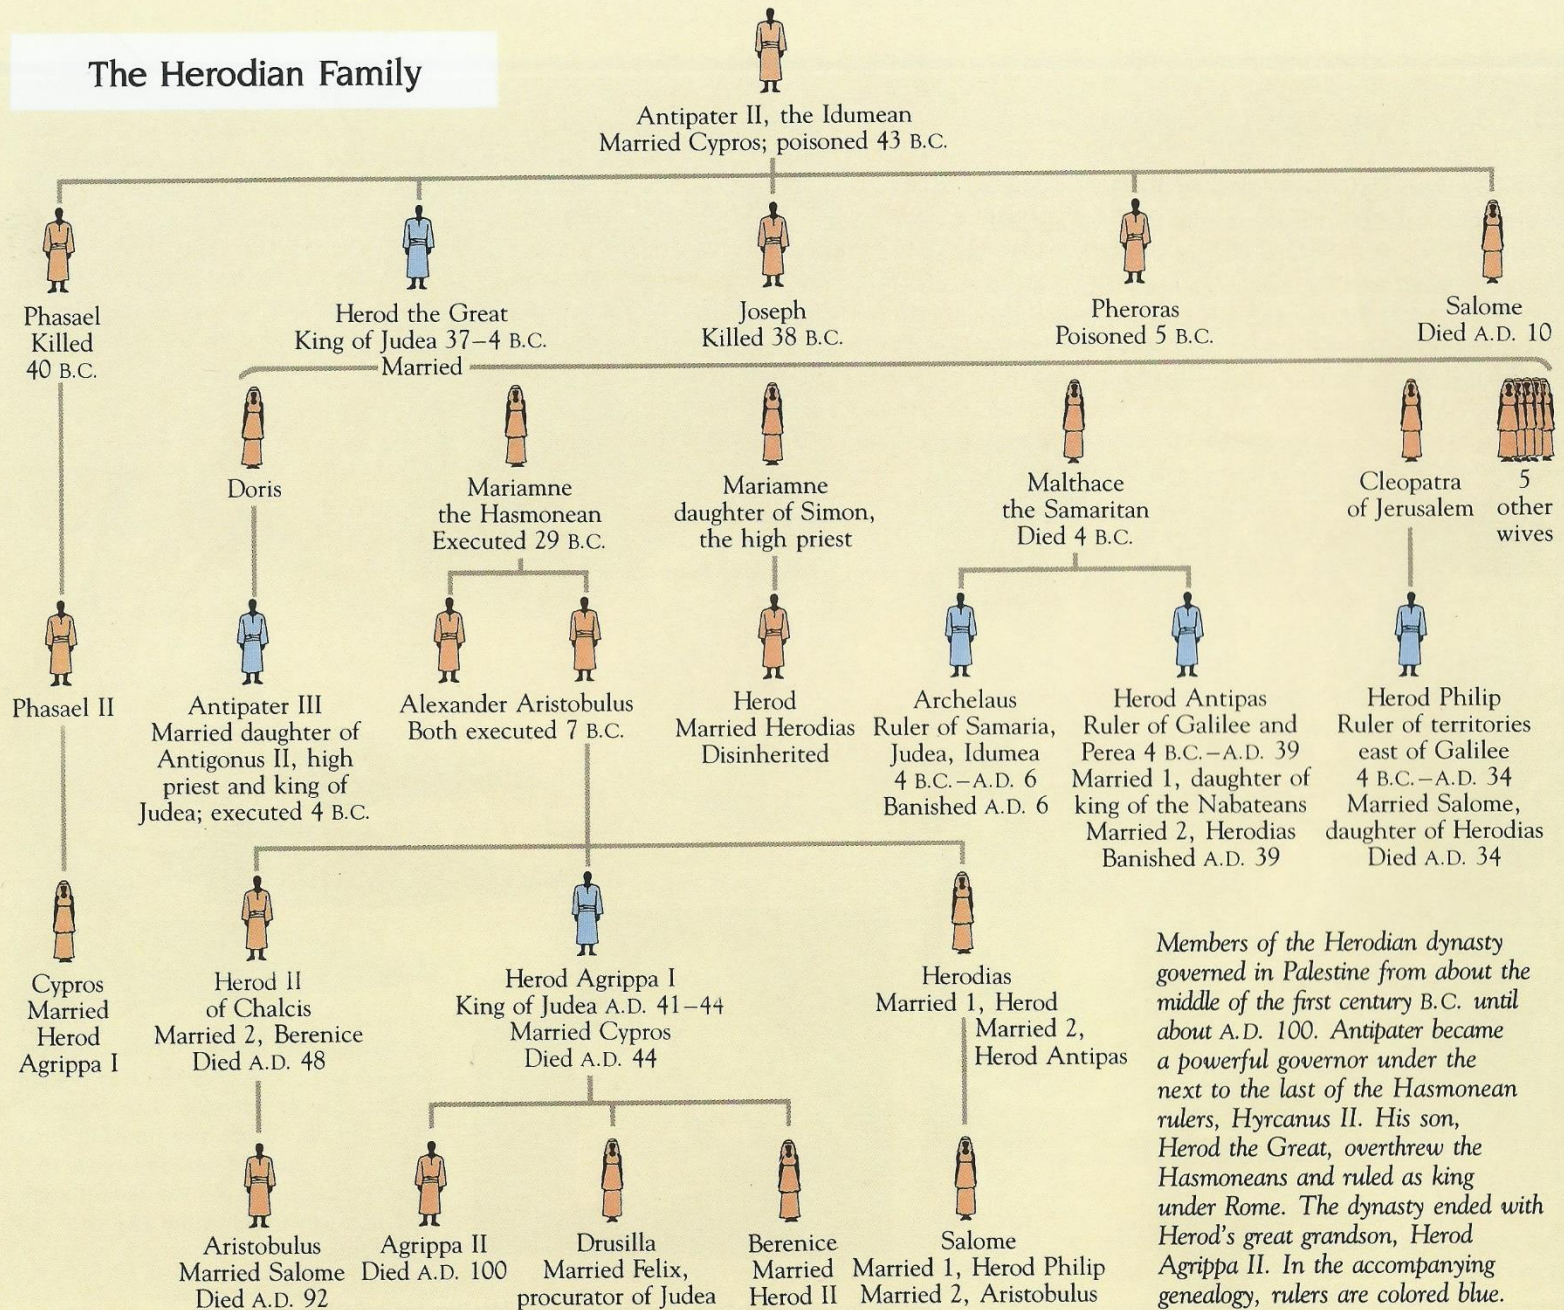 The Herodian Family
Antipater II, the Idumean
Married Cypros; poisoned 43 B.C.
Phasael
Killed
40 B.C.
Herod the Great
King of Judea 37–4 B.C.
Married
Joseph
Killed 38 B.C.
Pheroras
Poisoned 5 B.C.
Salome
Died A.D. 10
Doris
Mariamne
the Hasmonean
Executed 29 B.C.
Mariamne
daughter of Simon,
the high priest
Malthace
the Samaritan
Died 4 B.C.
Cleopatra
of Jerusalem
5
other
wives
Phasael II
Antipater III
Married daughter of
Antigonus II, high
priest and king of
Judea; executed 4 B.C.
Alexander Aristobulus
Both executed 7 B.C.
Herod
Married Herodias
Disinherited
Archelaus
Ruler of Samaria,
Judea, Idumea
4 B.C.–A.D. 6
Banished A.D. 6
Herod Antipas
Ruler of Galilee and
Perea 4 B.C.–A.D. 39
Married 1, daughter of
king of the Nabateans
Married 2, Herodias
Banished A.D. 39
Herod Philip
Ruler of territories
east of Galilee
4 B.C.–A.D. 34
Married Salome,
daughter of Herodias
Died A.D. 34
Cypros
Married
Herod
Agrippa I
Herod II
of Chalcis
Married 2, Berenice
Died A.D. 48
Herod Agrippa I
King of Judea A.D. 41–44
Married Cypros
Died A.D. 44
Herodias
Married 1, Herod
Married 2,
Herod Antipas
Aristobulus
Married Salome
Died A.D. 92
Agrippa II
Died A.D. 100
Drusilla
Married Felix,
procurator of Judea
Berenice
Married
Herod II
Salome
Married 1, Herod Philip
Married 2, Aristobulus
Members of the Herodian dynasty
governed in Palestine from about the
middle of the first century B.C. until
about A.D. 100. Antipater became
a powerful governor under the
next to the last of the Hasmonean
rulers, Hyrcanus II. His son,
Herod the Great, overthrew the
Hasmoneans and ruled as king
under Rome. The dynasty ended with
Herod's great grandson, Herod
Agrippa II. In the accompanying
genealogy, rulers are colored blue.